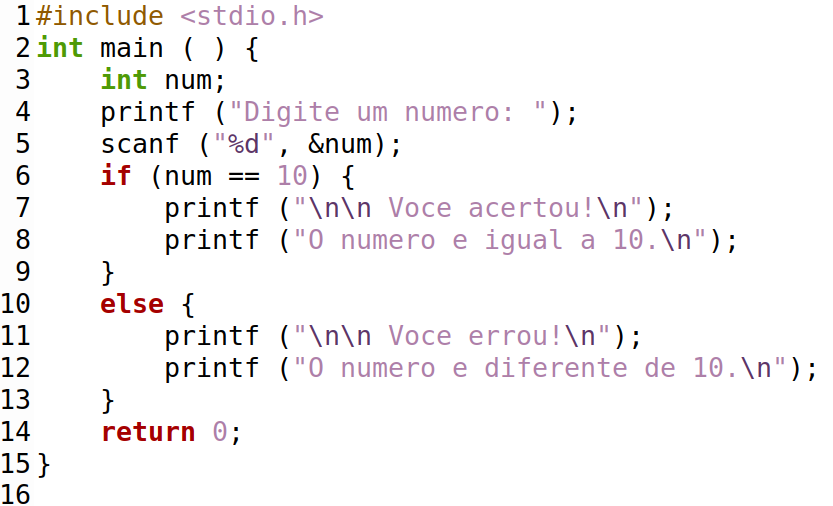 1 #include <stdio.h>
2 int main ( ) {
3     int num;
4     printf ("Digite um numero: ");
5     scanf ("%d", &num);
6     if (num == 10) {
7         printf ("\n\n Voce acertou!\n");
8         printf ("O numero e igual a 10.\n");
9     }
10     else {
11         printf ("\n\n Voce errou!\n");
12         printf ("O numero e diferente de 10.\n");
13     }
14     return 0;
15 }
16